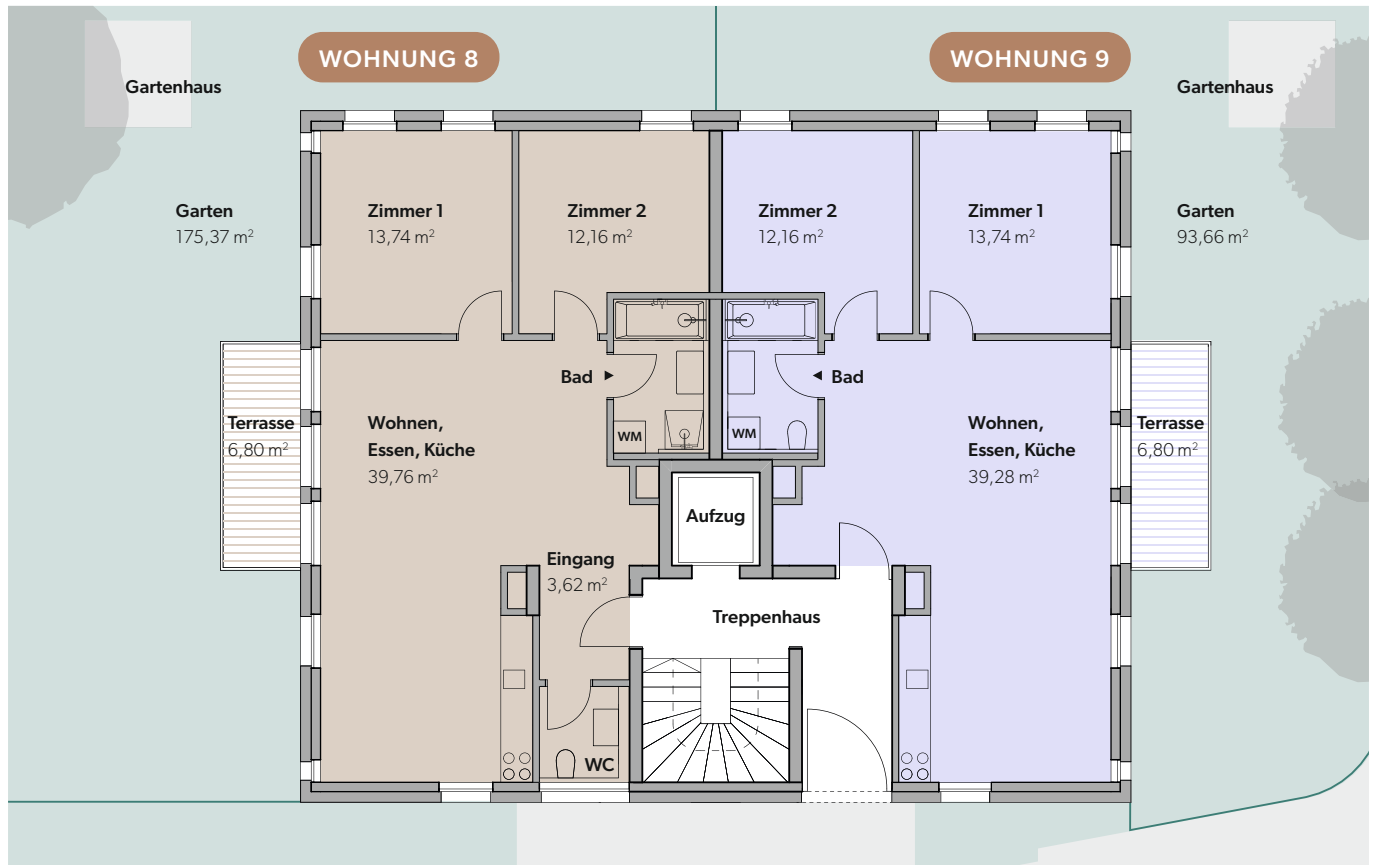 WOHNUNG 8
WOHNUNG 9
Gartenhaus
Gartenhaus
Garten
175,37 m²
Zimmer 1
13,74 m²
Zimmer 2
12,16 m²
Zimmer 2
12,16 m²
Zimmer 1
13,74 m²
Garten
93,66 m²
Bad
Bad
Terrasse
6,80 m²
Wohnen,
Essen, Küche
39,76 m²
WM
WM
Wohnen,
Essen, Küche
39,28 m²
Terrasse
6,80 m²
Aufzug
Eingang
3,62 m²
Treppenhaus
WC